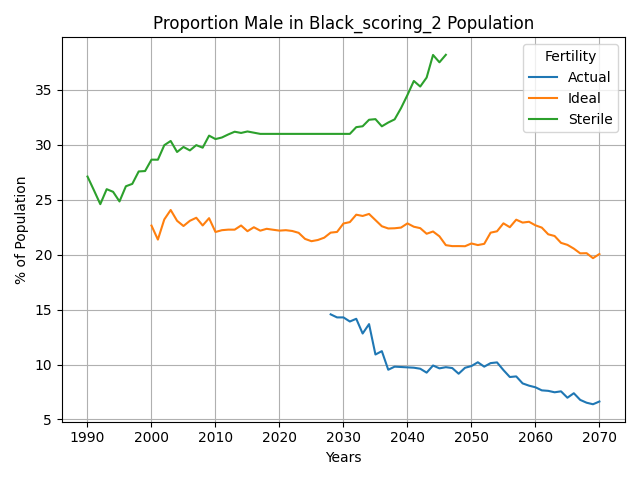 Proportion Male in Black_scoring_2 Population
% of Population
35
30
25
20
15
10
5
Fertility
Actual
Ideal
Sterile
1990 2000 2010 2020 2030 2040 2050 2060 2070
Years